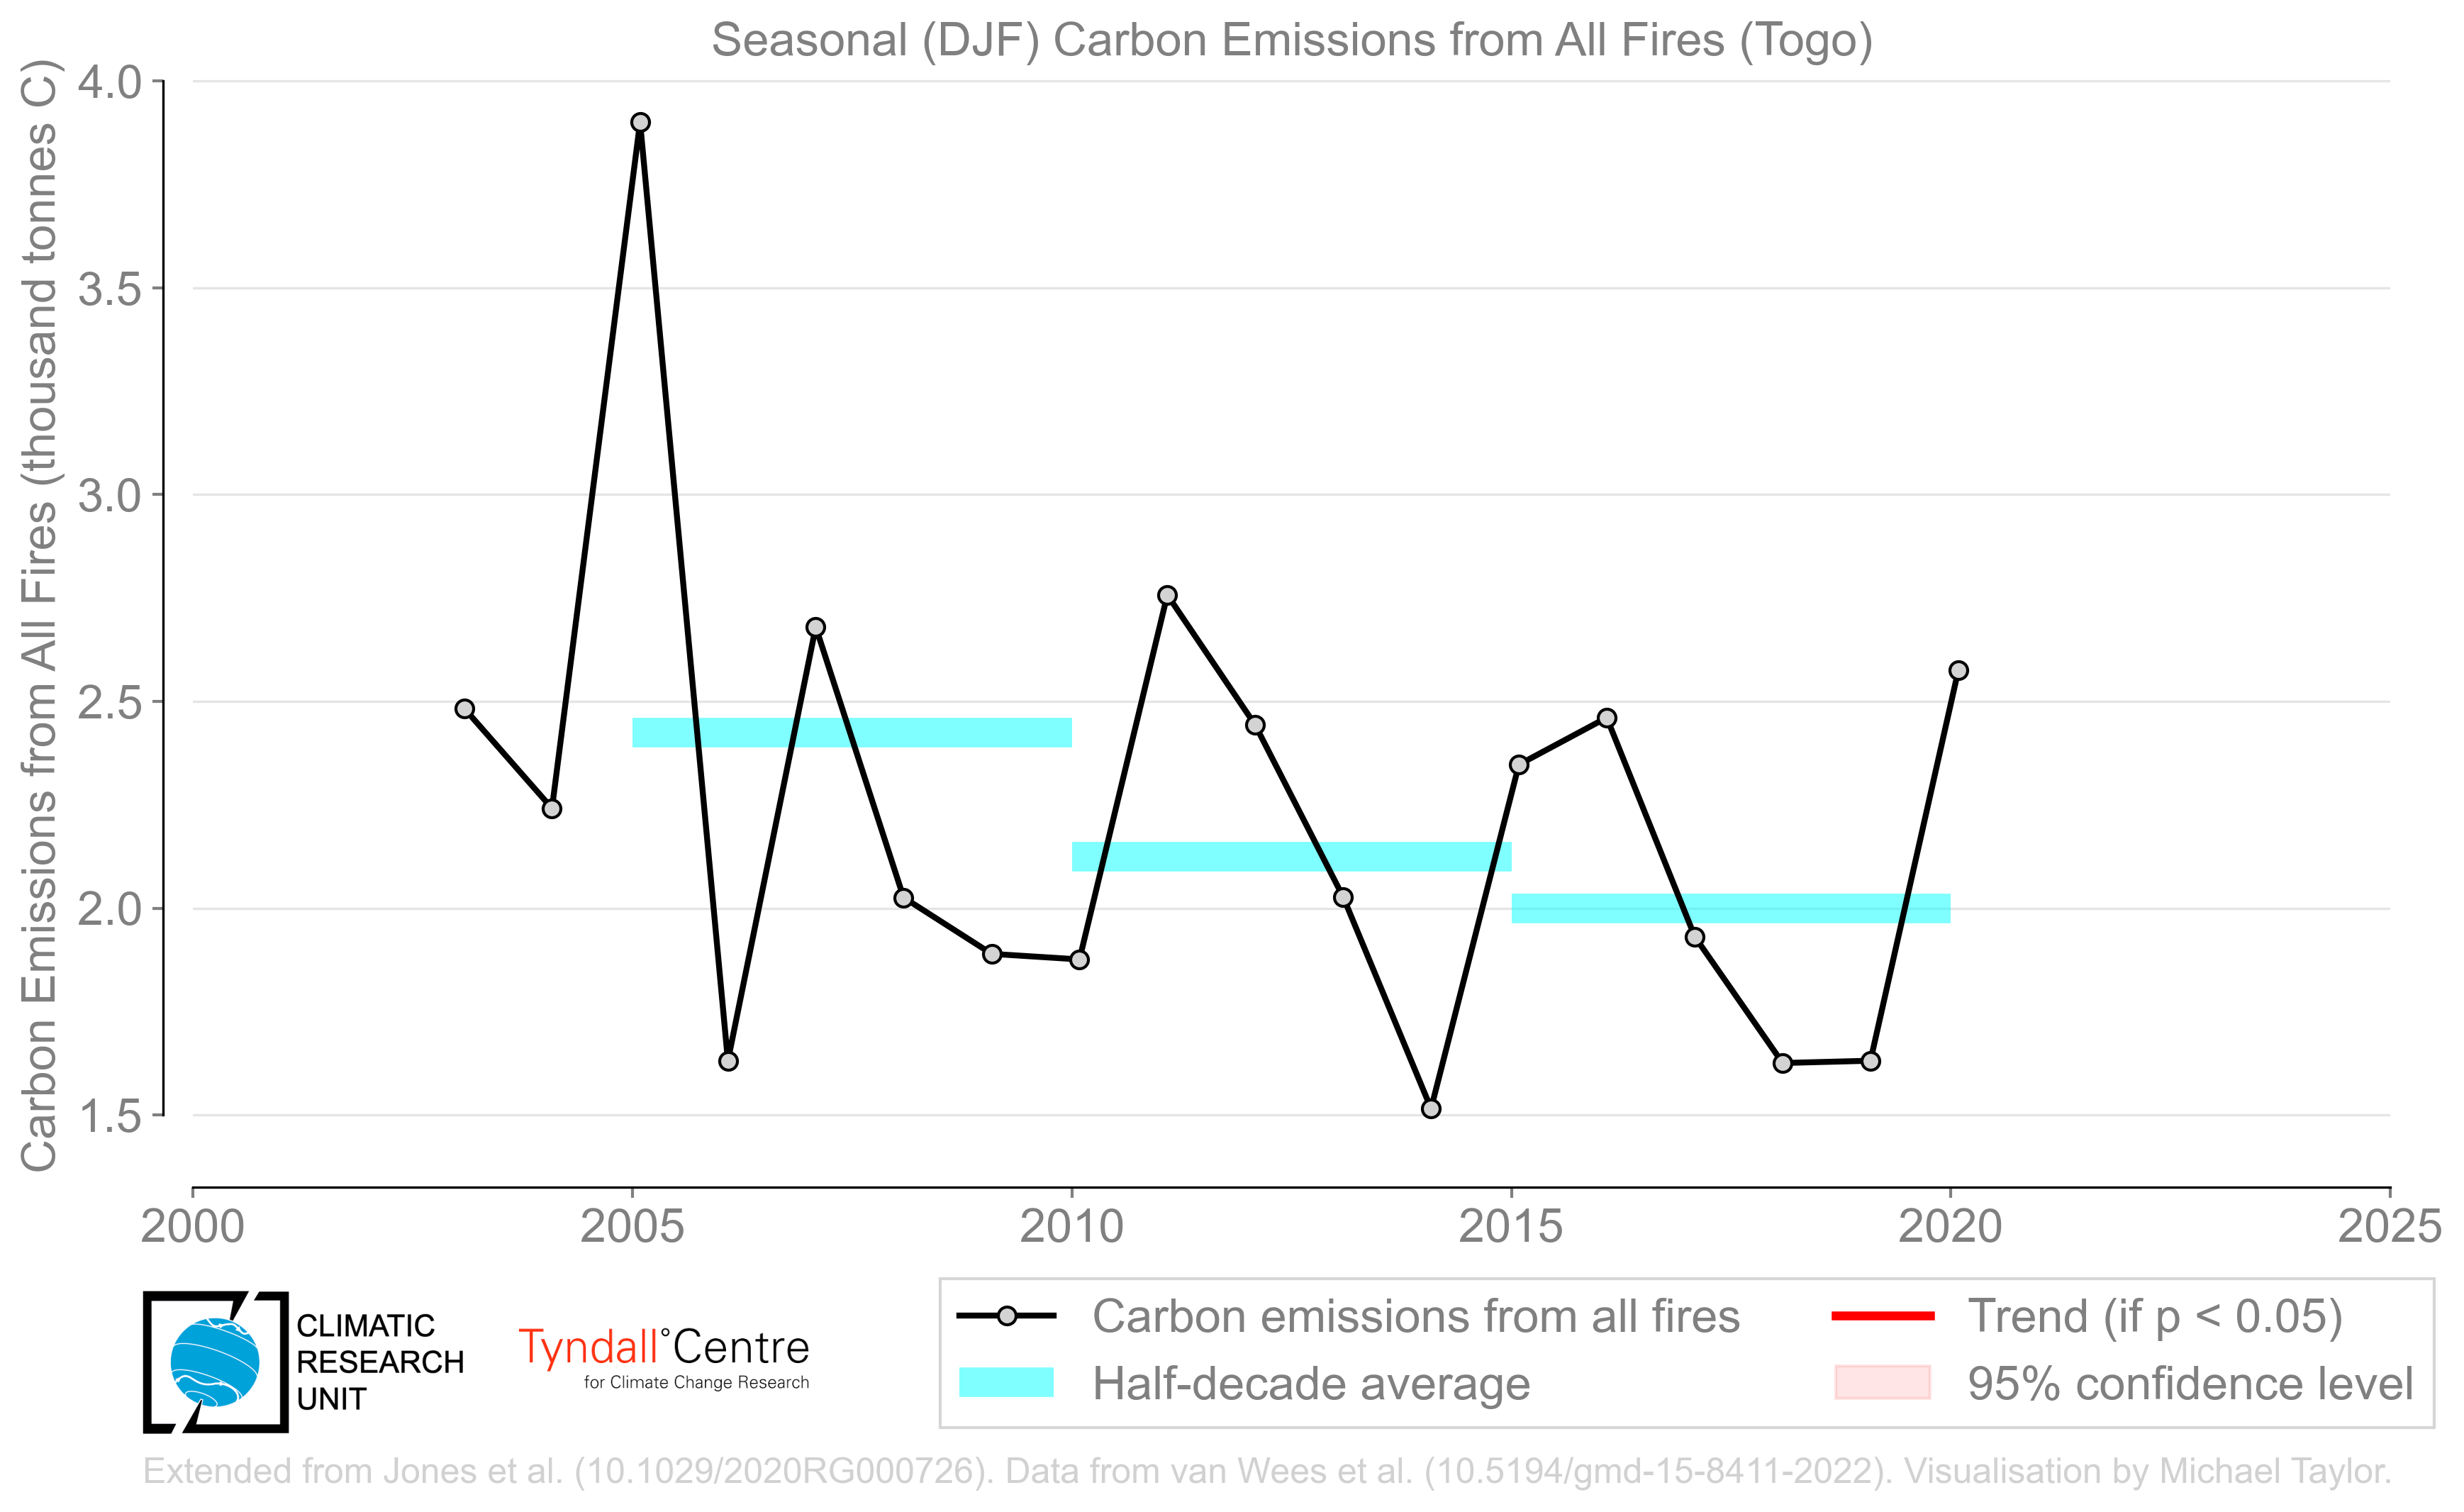 Seasonal (DJF) Carbon Emissions from All Fires (Togo)
Carbon Emissions from All Fires (thousand tonnes C)
4.0
3.5
3.0
2.5
2.0
1.5
2000 2005 2010 2015 2020 2025
CLIMATIC
RESEARCH
UNIT
Tyndall°Centre
for Climate Change Research
Carbon emissions from all fires
Half-decade average
Trend (if p < 0.05)
95% confidence level
Extended from Jones et al. (10.1029/2020RG000726). Data from van Wees et al. (10.5194/gmd-15-8411-2022). Visualisation by Michael Taylor.